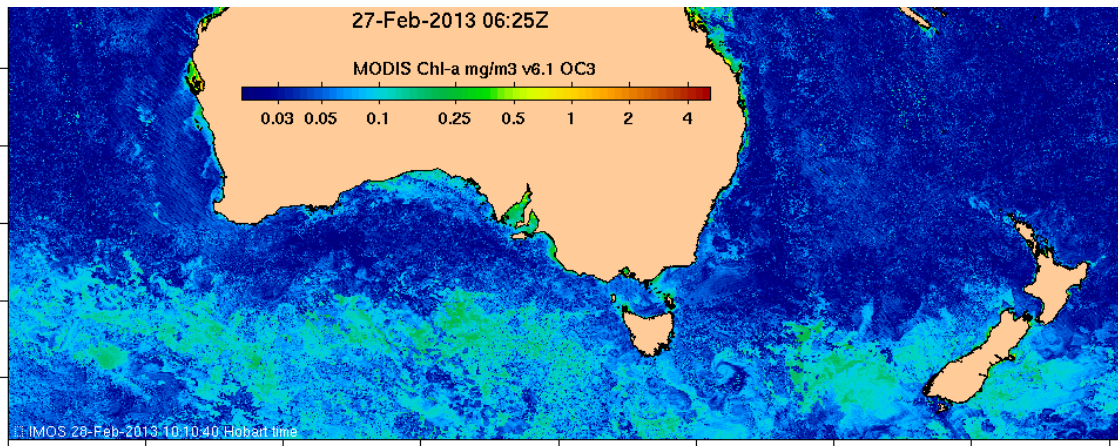 27-Feb-2013 06:25Z
MODIS Chl-a mg/m3 v6.1 OC3
0.03 0.05 0.1 0.25 0.5 1 2 4
IMOS 28-Feb-2013 10:10:40 Hobart time